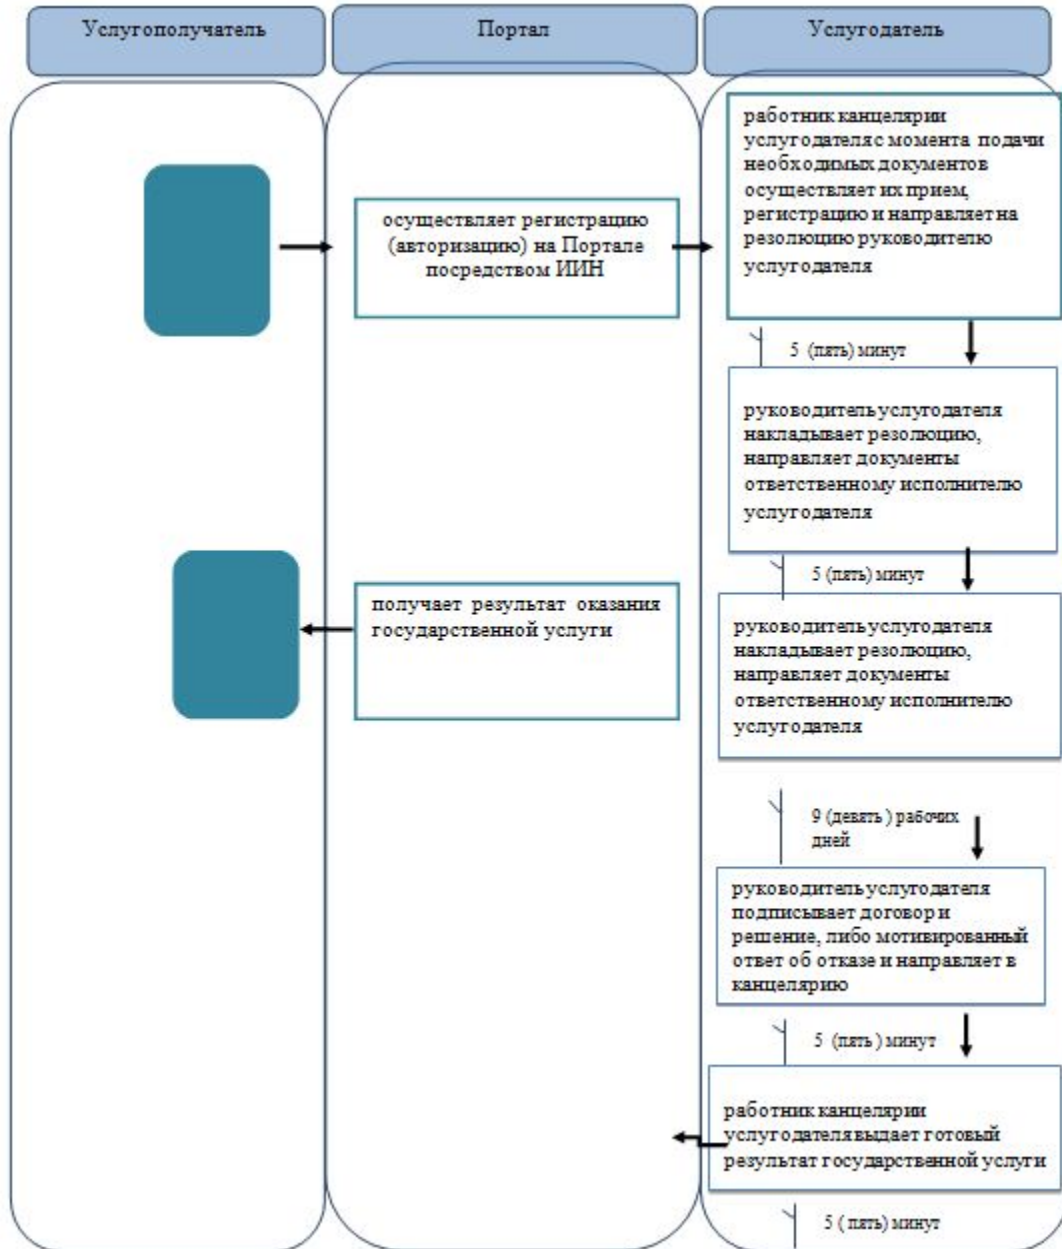 Услугополучатель
Портал
Услугодатель
работник канцелярии
услугодателя с момента подачи
необходимых документов
осуществляет их прием,
регистрацию и направляет на
резолюцию руководителю
услугодателя
осуществляет регистрацию
(авторизацию) на Портале
посредством ИИН
5 (пять) минут
руководитель услугодателя
накладывает резолюцию,
направляет документы
ответственному исполнителю
услугодателя
5 (пять) минут
получает результат оказания
государственной услуги
руководитель услугодателя
накладывает резолюцию,
направляет документы
ответственному исполнителю
услугодателя
9 (девять ) рабочих
дней
руководитель услугодателя
подписывает договор и
решение, либо мотивированный
ответ об отказе и направляет в
канцелярию
5 (пять ) минут
работник канцелярии
услугодателя выдает готовый
результат государственной услуги
5 ( пять) минут